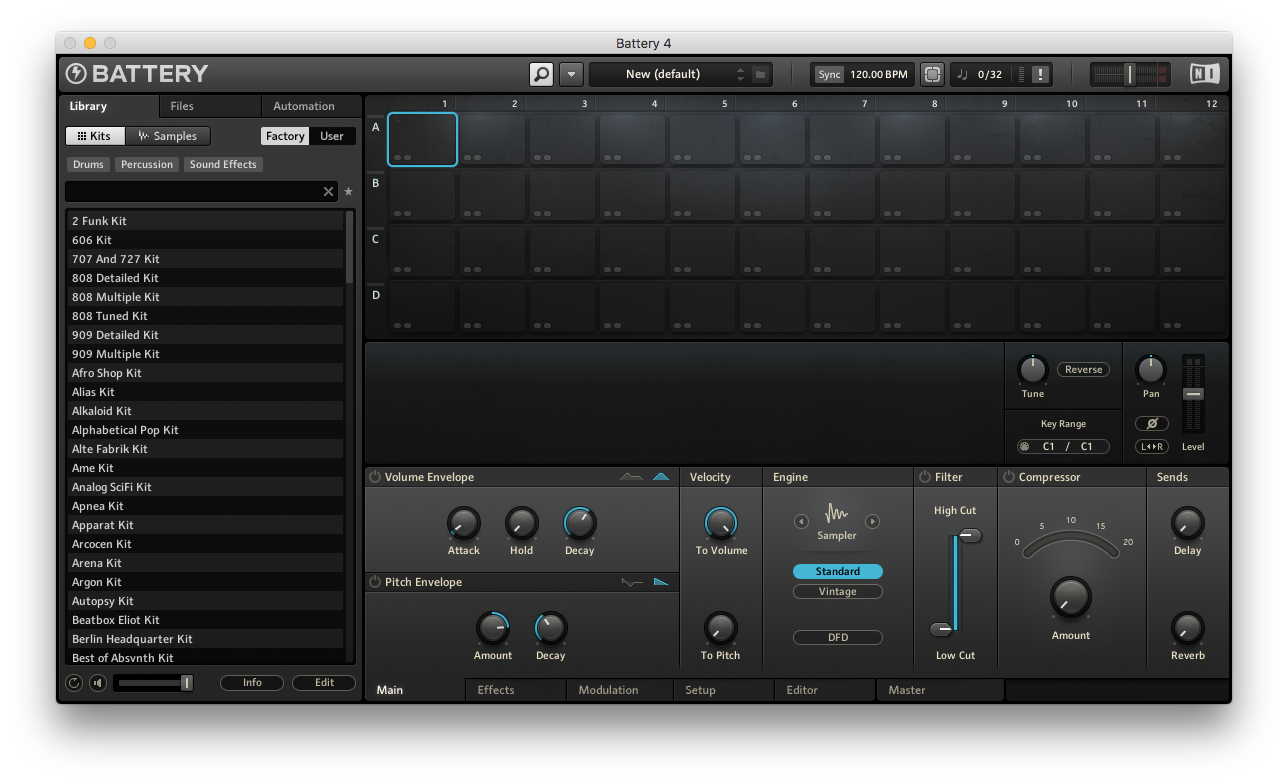 Battery 4
BATTERY
New (default)
Sync 120.00 BPM
0/32
!
NI
Library Files Automation
Kits Samples Factory User
Drums Percussion Sound Effects
2 Funk Kit
606 Kit
707 And 727 Kit
808 Detailed Kit
808 Multiple Kit
808 Tuned Kit
909 Detailed Kit
909 Multiple Kit
Afro Shop Kit
Alias Kit
Alkaloid Kit
Alphabetical Pop Kit
Alte Fabrik Kit
Ame Kit
Analog SciFi Kit
Apnea Kit
Apparat Kit
Arcocen Kit
Arena Kit
Argon Kit
Autopsy Kit
Beatbox Eliot Kit
Berlin Headquarter Kit
Best of Absynth Kit
Info Edit
1 2 3 4 5 6 7 8 9 10 11 12
A
B
C
D
Tune Reverse
Key Range
C1 / C1
Pan
L R Level
Volume Envelope
Attack Hold Decay
Pitch Envelope
Amount Decay
Velocity
To Volume
To Pitch
Engine
Sampler
Standard
Vintage
DFD
Filter
High Cut
Low Cut
Compressor
0 5 10 15 20
Amount
Sends
Delay
Reverb
Main Effects Modulation Setup Editor Master